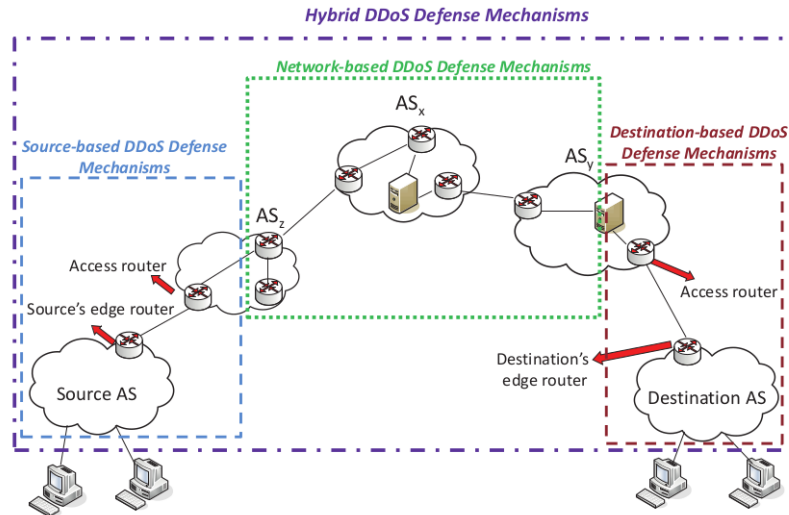 Hybrid DDoS Defense Mechanisms
Network-based DDoS Defense Mechanisms
ASx
Source-based DDoS Defense
Mechanisms
Destination-based DDoS
Defense Mechanisms
ASy
ASz
Access router
Source's edge router
Access router
Destination's
edge router
Source AS
Destination AS